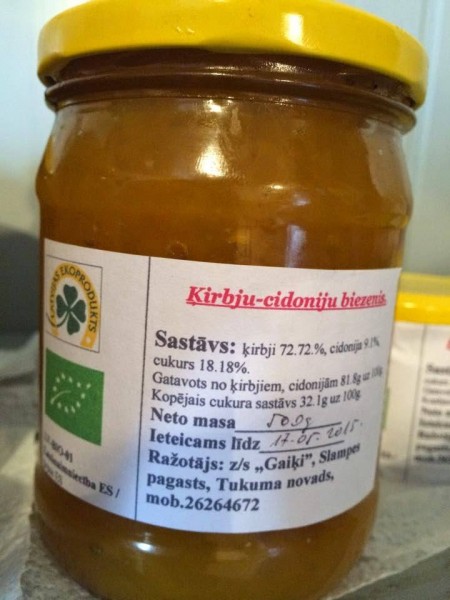 LATVIJAS EKOPRODUKTS
Ķirbju-cidoniju biezenis.
Sastāvs: ķirbji 72.72.%, cidonija 9.1%,
cukurs 18.18%.
Gatavots no ķirbjiem, cidonijām 81.8g uz 100g.
Kopējais cukura sastāvs 32.1g uz 100g.
Neto masa 500g
Ieteicams līdz 17.05.2015.
Ražotājs: z/s „Gaiķi”, Slampes
pagasts, Tukuma novads,
mob.26264672
ES /